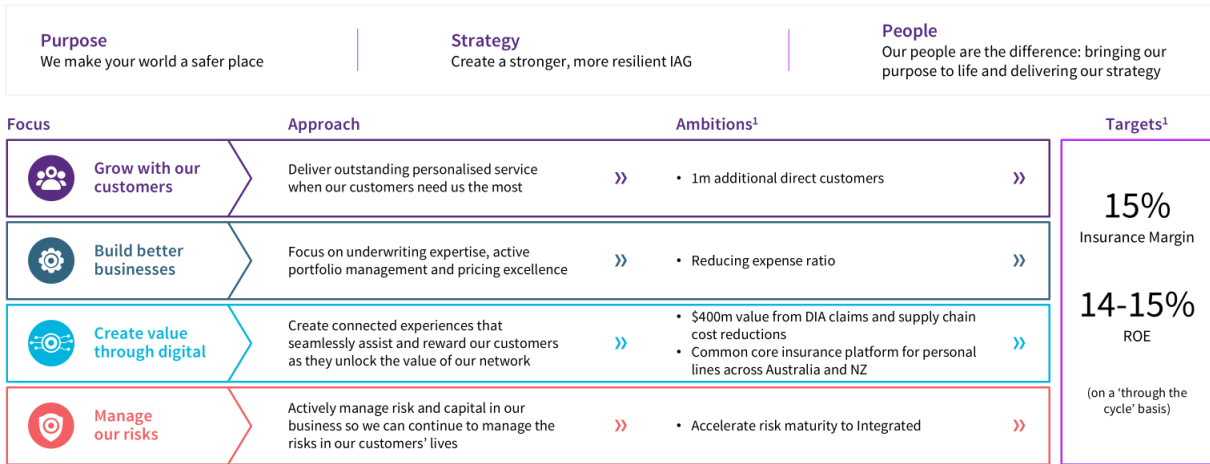 Purpose
We make your world a safer place
Strategy
Create a stronger, more resilient IAG
People
Our people are the difference: bringing our
purpose to life and delivering our strategy
Focus
Approach
Ambitions¹
Targets¹
Grow with our
customers
Deliver outstanding personalised service
when our customers need us the most
»
• 1m additional direct customers
»
Build better
businesses
Focus on underwriting expertise, active
portfolio management and pricing excellence
»
• Reducing expense ratio
»
Create value
through digital
Create connected experiences that
seamlessly assist and reward our customers
as they unlock the value of our network
»
• $400m value from DIA claims and supply chain
cost reductions
• Common core insurance platform for personal
lines across Australia and NZ
»
Manage
our risks
Actively manage risk and capital in our
business so we can continue to manage the
risks in our customers’ lives
»
• Accelerate risk maturity to Integrated
»
15%
Insurance Margin
14-15%
ROE
(on a ‘through the
cycle’ basis)